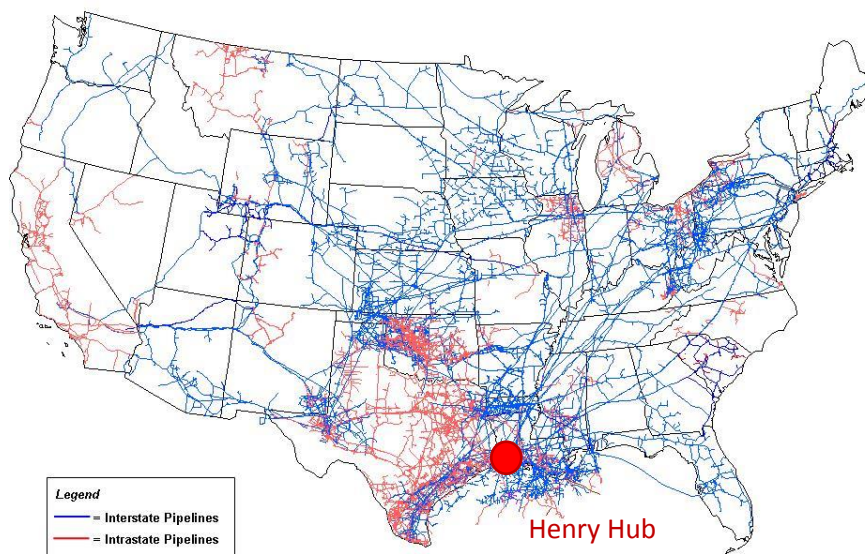 Henry Hub
Legend
= Interstate Pipelines
= Intrastate Pipelines